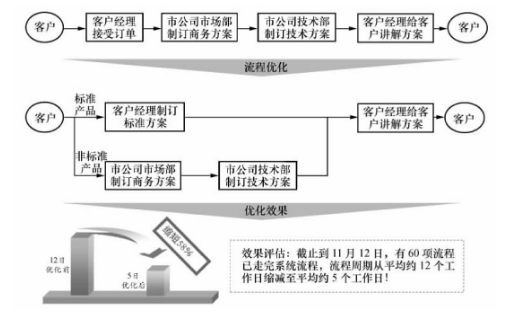 客户
客户经理
接受订单
市公司市场部
制订商务方案
市公司技术部
制订技术方案
客户经理给客
户讲解方案
客户
流程优化
客户
标准
产品
客户经理制订
标准方案
客户经理给客
户讲解方案
客户
非标准
产品
市公司市场部
制订商务方案
市公司技术部
制订技术方案
优化效果
缩短58%
12日
优化前
5日
优化后
效果评估：截止到 11 月 12 日，有 60 项流程
已走完系统流程，流程周期从平均约 12 个工
作日缩减至平均约 5 个工作日！